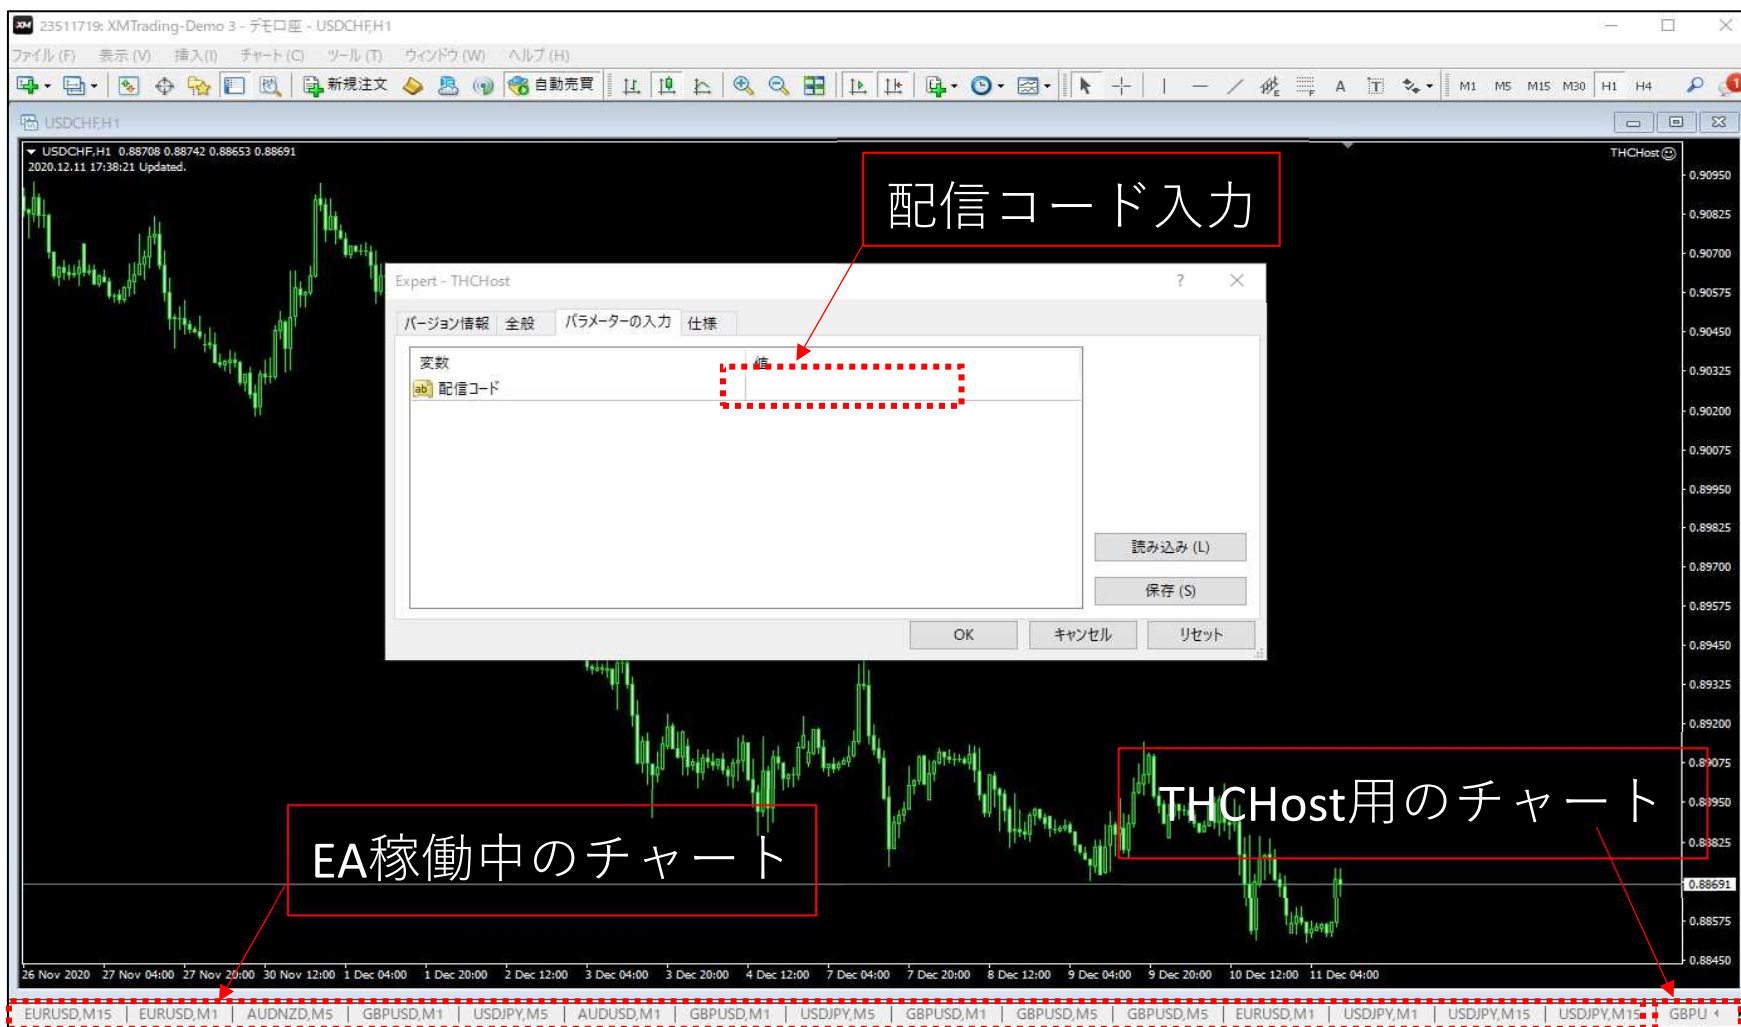 23511719: XMTrading-Demo 3 - デモ口座 - USDCHF,H1
ファイル (F) 表示 (V) 挿入(I) チャート (C) ツール (T) ウィンドウ (W) ヘルプ (H)
新規注文 自動売買 A T M1 M5 M15 M30 H1 H4
USDCHF,H1
USDCHF,H1 0.88708 0.88742 0.88653 0.88691
2020.12.11 17:38:21 Updated.
THCHost
配信コード入力
Expert - THCHost
バージョン情報 全般 パラメーターの入力 仕様
変数 値
ab 配信コード
読み込み (L)
保存 (S)
OK キャンセル リセット
THCHost用のチャート
EA稼働中のチャート
0.90950
0.90825
0.90700
0.90575
0.90450
0.90325
0.90200
0.90075
0.89950
0.89825
0.89700
0.89575
0.89450
0.89325
0.89200
0.89075
0.88950
0.88825
0.88691
0.88575
0.88450
26 Nov 2020 27 Nov 04:00 27 Nov 20:00 30 Nov 12:00 1 Dec 04:00 1 Dec 20:00 2 Dec 12:00 3 Dec 04:00 3 Dec 20:00 4 Dec 12:00 7 Dec 04:00 7 Dec 20:00 8 Dec 12:00 9 Dec 04:00 9 Dec 20:00 10 Dec 12:00 11 Dec 04:00
EURUSD,M15 EURUSD,M1 AUDNZD,M5 GBPUSD,M1 USDJPY,M5 AUDUSD,M1 GBPUSD,M1 USDJPY,M5 GBPUSD,M1 GBPUSD,M5 GBPUSD,M5 EURUSD,M1 USDJPY,M1 USDJPY,M15 USDJPY,M15 GBPU